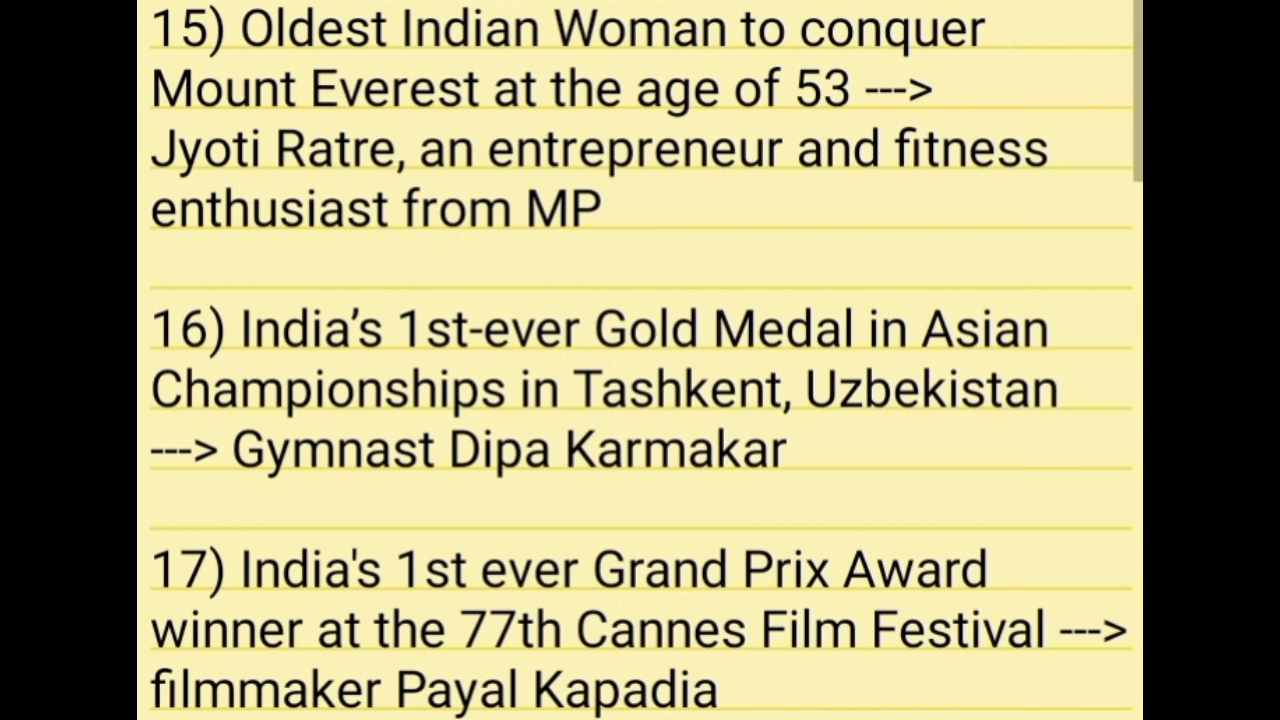 15) Oldest Indian Woman to conquer
Mount Everest at the age of 53 --->
Jyoti Ratre, an entrepreneur and fitness
enthusiast from MP
16) India’s 1st-ever Gold Medal in Asian
Championships in Tashkent, Uzbekistan
---> Gymnast Dipa Karmakar
17) India's 1st ever Grand Prix Award
winner at the 77th Cannes Film Festival --->
filmmaker Payal Kapadia